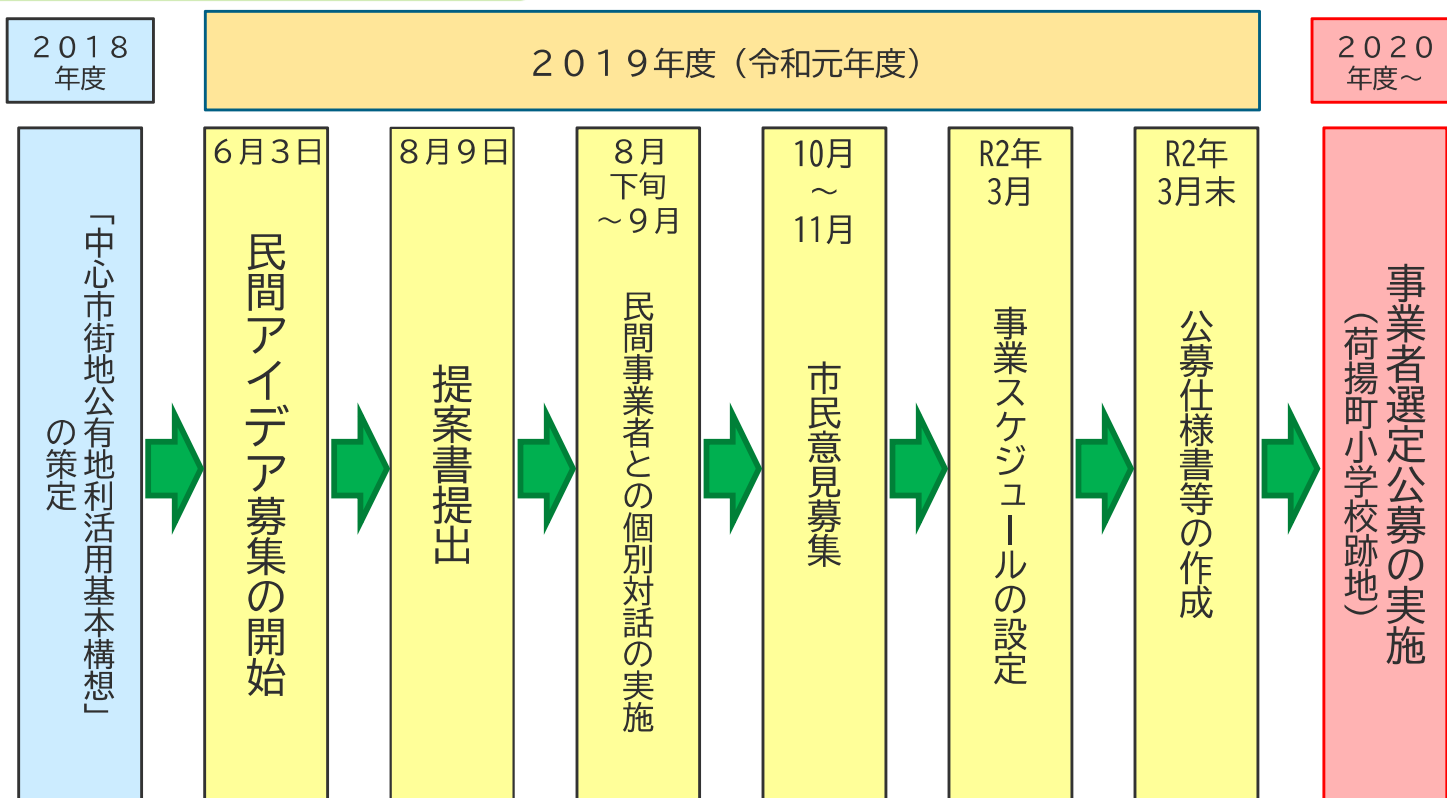 ２０１８
年度
２０１９年度（令和元年度）
２０２０
年度～
「中心市街地公有地利活用基本構想」
の策定
６月３日
民間アイデア募集の開始
８月９日
提案書提出
８月
下旬
～９月
民間事業者との個別対話の実施
10月
～
11月
市民意見募集
R2年
3月
事業スケジュールの設定
R2年
3月末
公募仕様書等の作成
事業者選定公募の実施
（荷揚町小学校跡地）